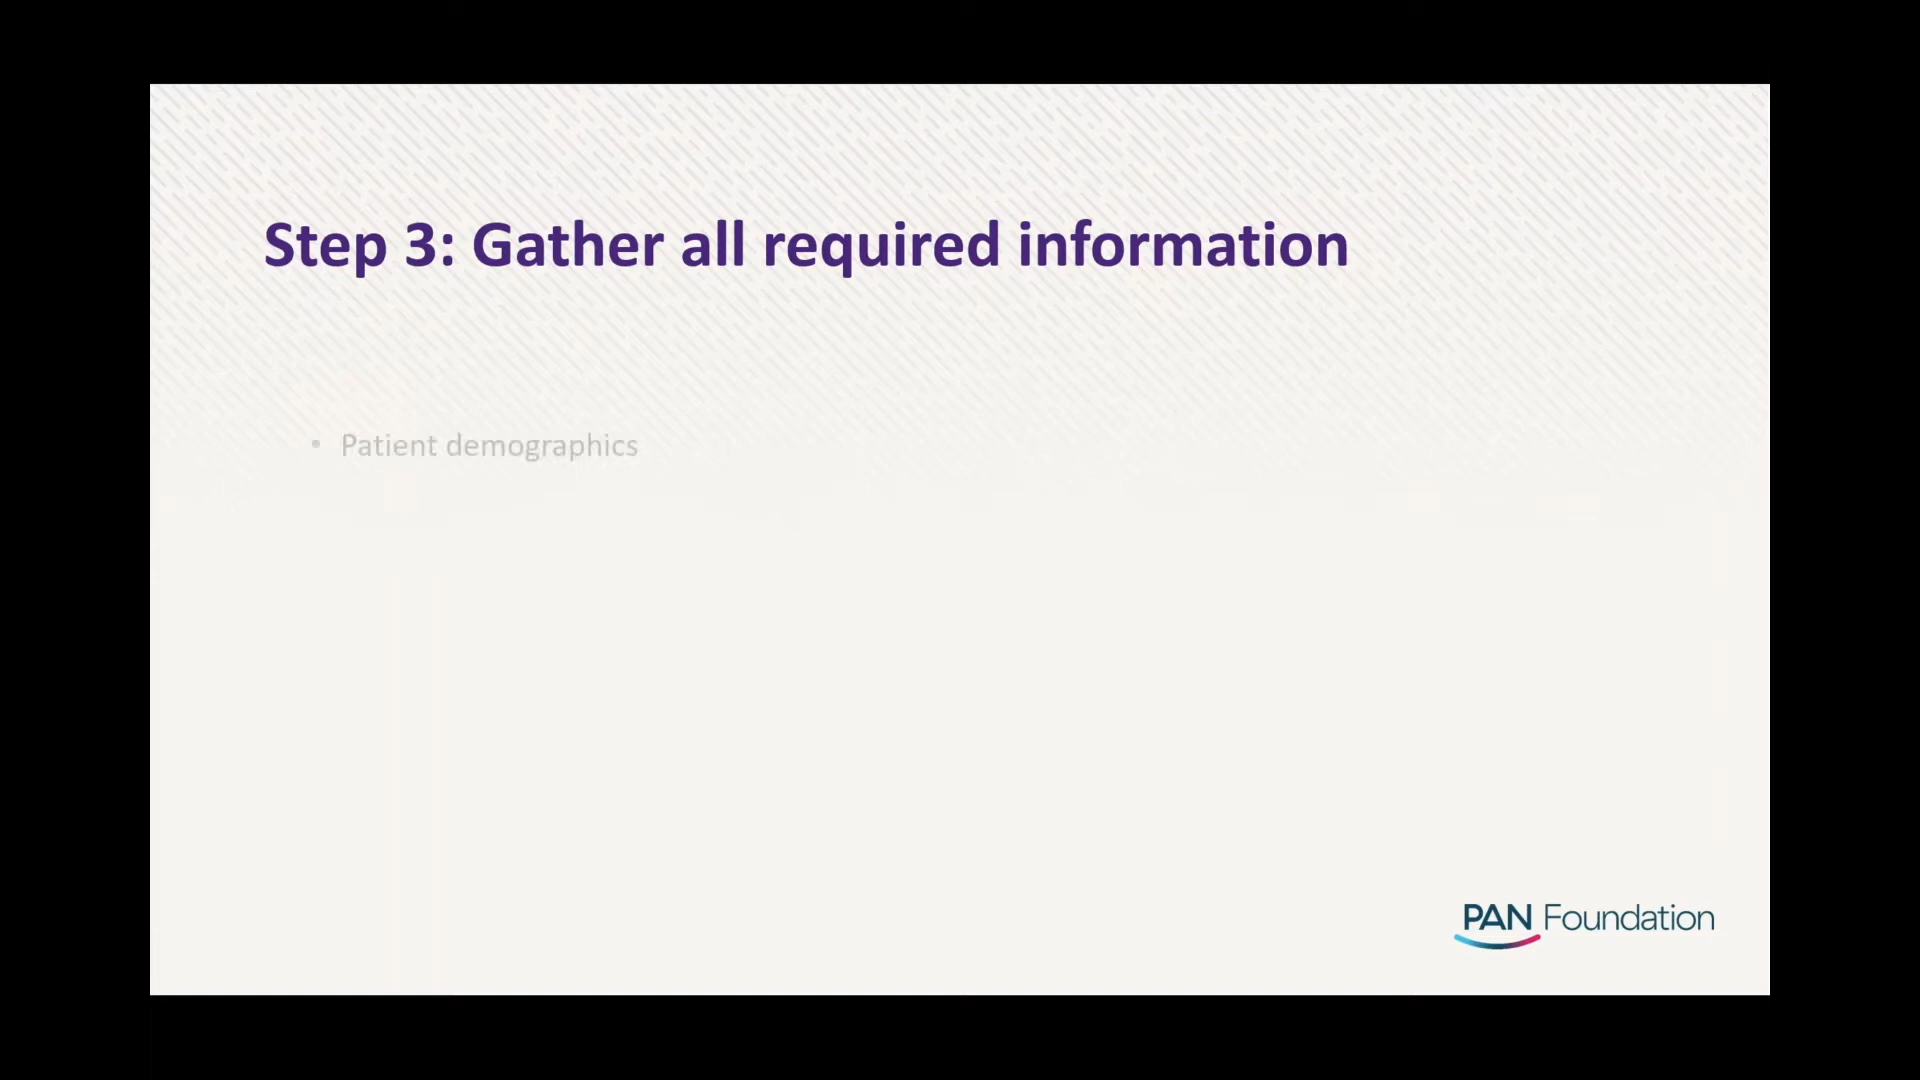 Step 3: Gather all required information
• Patient demographics
PAN Foundation